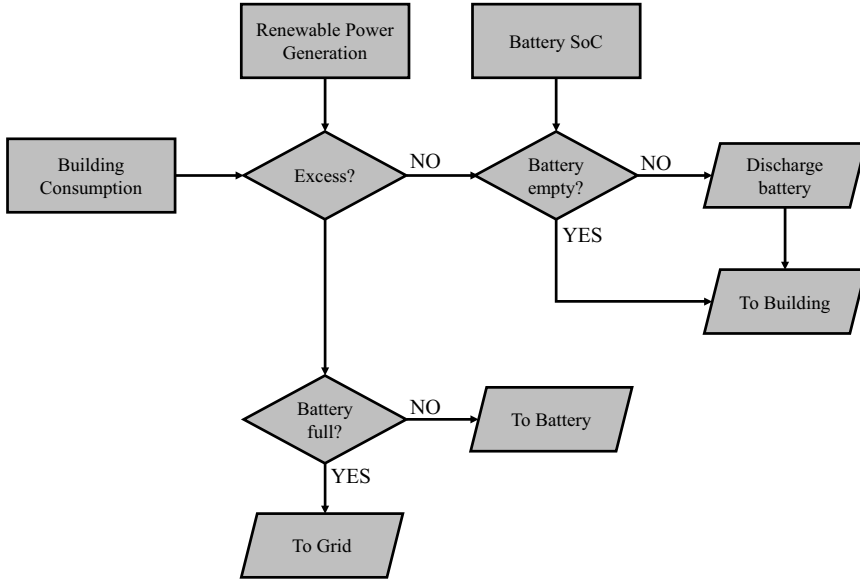 Renewable Power
Generation
Battery SoC
Building
Consumption
Excess?
NO
Battery
empty?
NO
Discharge
battery
YES
To Building
Battery
full?
NO
To Battery
YES
To Grid